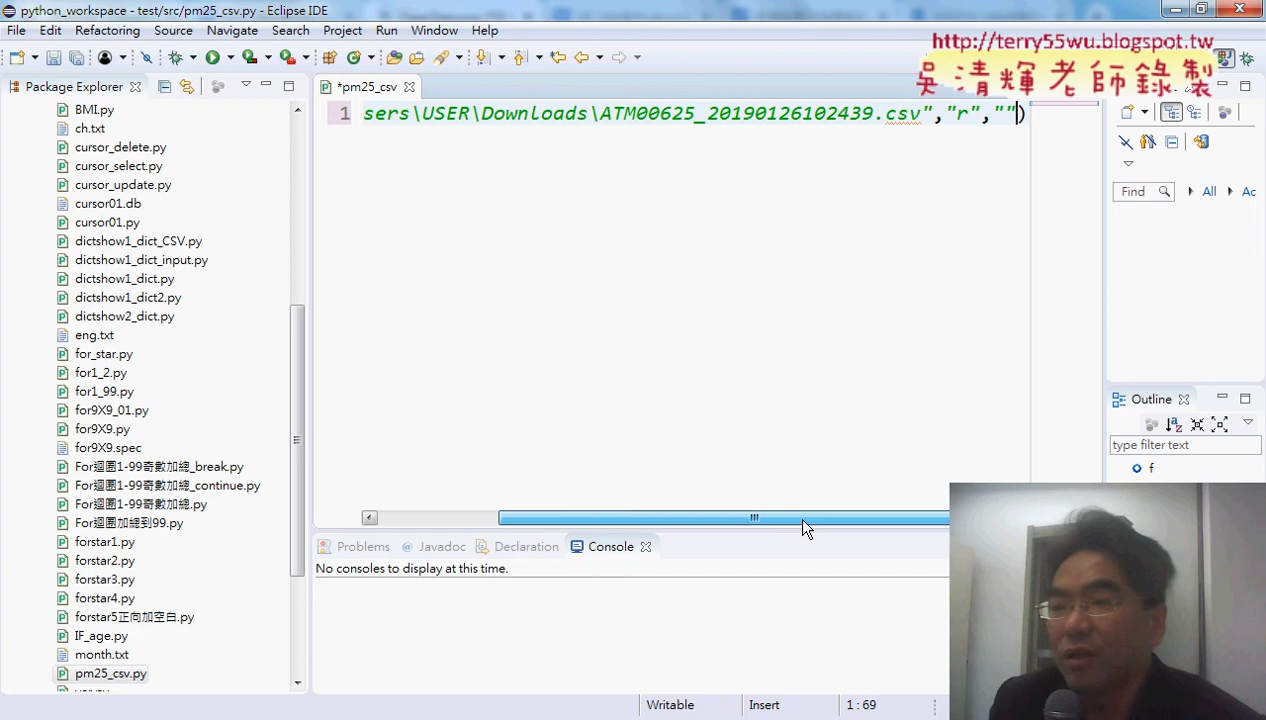 python_workspace - test/src/pm25_csv.py - Eclipse IDE
File Edit Refactoring Source Navigate Search Project Run Window Help
http://terry55wu.blogspot.tw
吳清輝老師錄製
Package Explorer
*pm25_csv
1 sers\USER\Downloads\ATM00625_20190126102439.csv","r","")
BMI.py
ch.txt
cursor_delete.py
cursor_select.py
cursor_update.py
cursor01.db
cursor01.py
dictshow1_dict_CSV.py
dictshow1_dict_input.py
dictshow1_dict.py
dictshow1_dict2.py
dictshow2_dict.py
eng.txt
for_star.py
for1_2.py
for1_99.py
for9X9_01.py
for9X9.py
for9X9.spec
For迴圈1-99奇數加總_break.py
For迴圈1-99奇數加總_continue.py
For迴圈1-99奇數加總.py
For迴圈加總到99.py
forstar1.py
forstar2.py
forstar3.py
forstar4.py
forstar5正向加空白.py
IF_age.py
month.txt
pm25_csv.py
Find All Ac
Outline
type filter text
f
Problems Javadoc Declaration Console
No consoles to display at this time.
Writable Insert 1:69